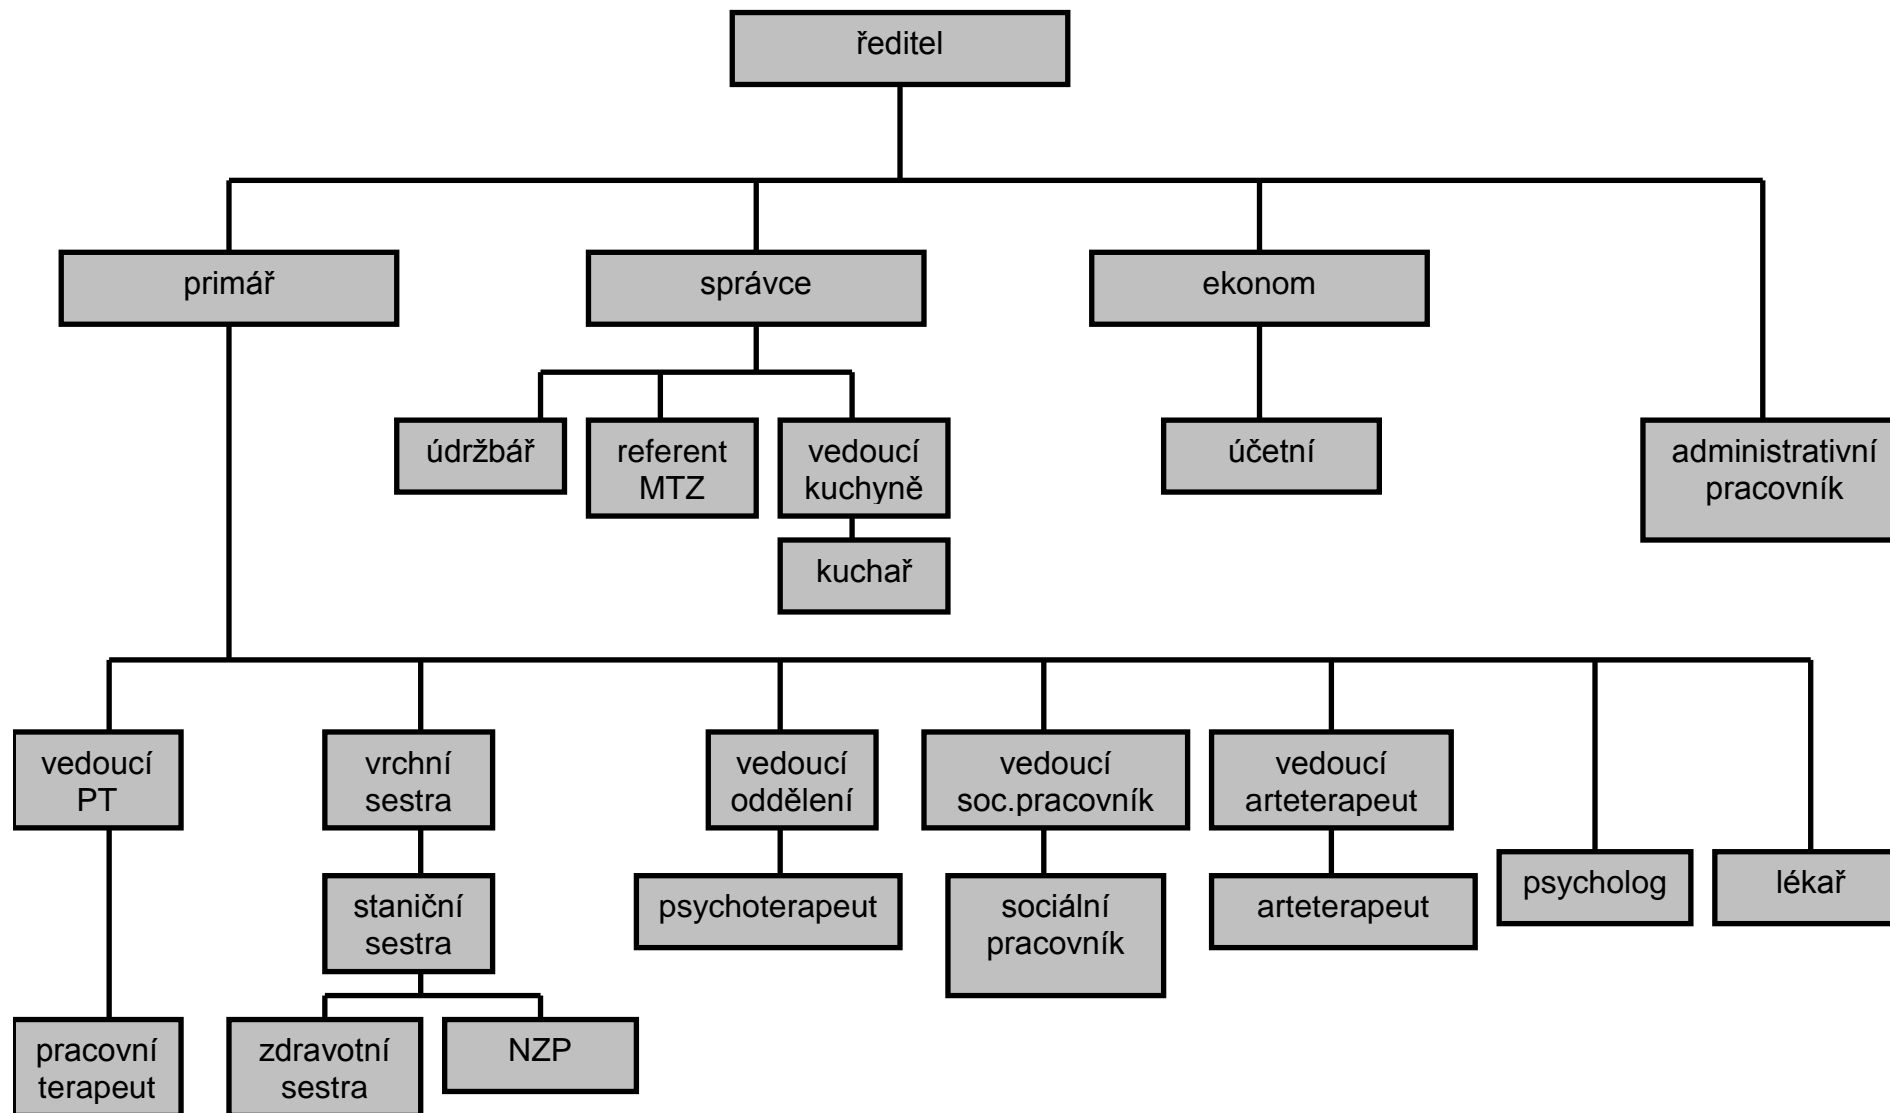 ředitel
primář
správce
ekonom
údržbář
referent
MTZ
vedoucí
kuchyně
účetní
administrativní
pracovník
kuchař
vedoucí
PT
vrchní
sestra
vedoucí
oddělení
vedoucí
soc.pracovník
vedoucí
arteterapeut
psycholog
lékař
staniční
sestra
psychoterapeut
sociální
pracovník
arteterapeut
pracovní
terapeut
zdravotní
sestra
NZP